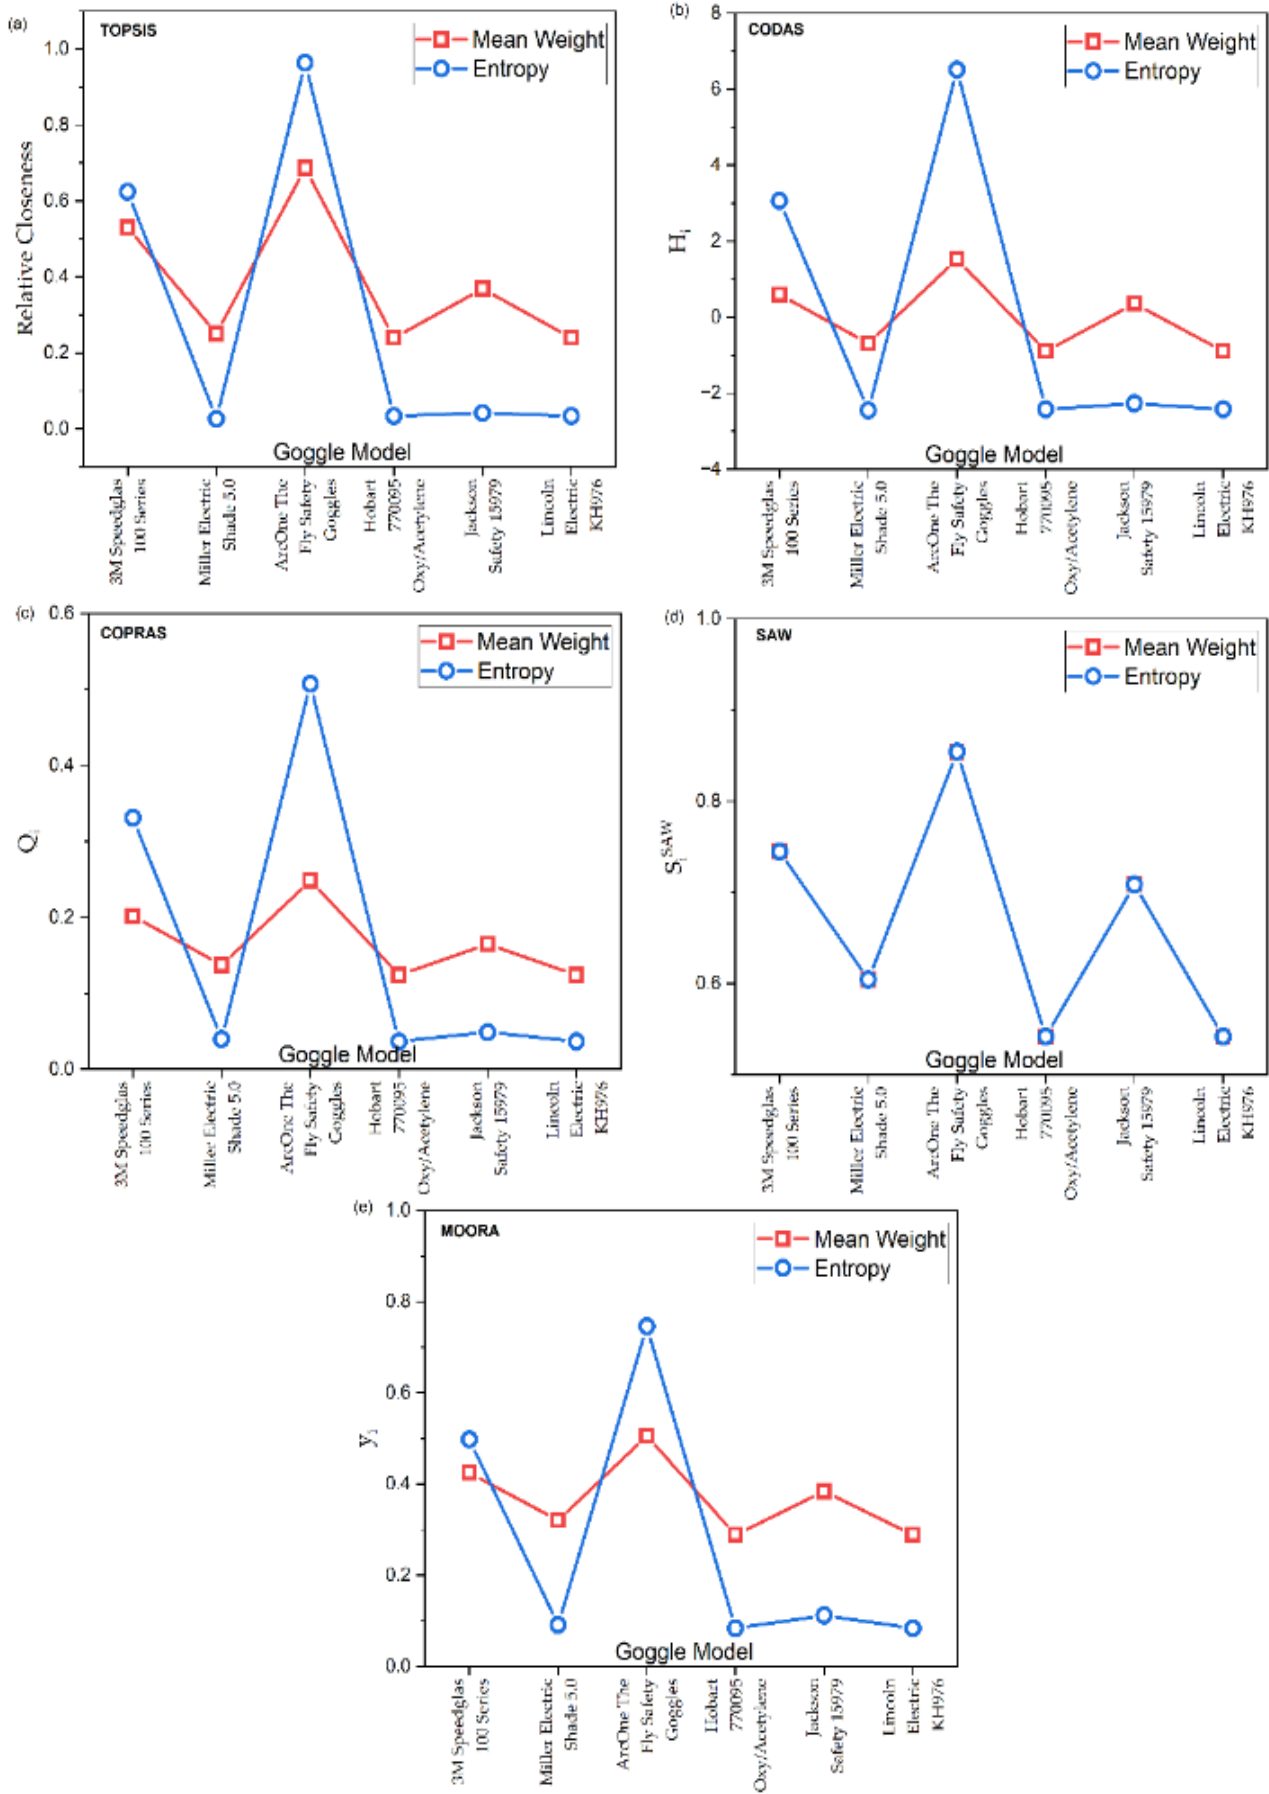 (a)
TOPSIS
Mean Weight
Entropy
Relative Closeness
1.0
0.8
0.6
0.4
0.2
0.0
Goggle Model
3M Speedglas
100 Series
Miller Electric
Shade 5.0
ArcOne The
Fly Safety
Goggles
Hobart
770095
Oxy/Acetylene
Jackson
Safety 15979
Lincoln
Electric
KH976
(b)
CODAS
Mean Weight
Entropy
Hi
8
6
4
2
0
−2
−4
Goggle Model
3M Speedglas
100 Series
Miller Electric
Shade 5.0
ArcOne The
Fly Safety
Goggles
Hobart
770095
Oxy/Acetylene
Jackson
Safety 15979
Lincoln
Electric
KH976
(c)
COPRAS
Mean Weight
Entropy
Qi
0.6
0.4
0.2
0.0
Goggle Model
3M Speedglas
100 Series
Miller Electric
Shade 5.0
ArcOne The
Fly Safety
Goggles
Hobart
770095
Oxy/Acetylene
Jackson
Safety 15979
Lincoln
Electric
KH976
(d)
SAW
Mean Weight
Entropy
SiSAW
1.0
0.8
0.6
Goggle Model
3M Speedglas
100 Series
Miller Electric
Shade 5.0
ArcOne The
Fly Safety
Goggles
Hobart
770095
Oxy/Acetylene
Jackson
Safety 15979
Lincoln
Electric
KH976
(e)
MOORA
Mean Weight
Entropy
yi
1.0
0.8
0.6
0.4
0.2
0.0
Goggle Model
3M Speedglas
100 Series
Miller Electric
Shade 5.0
ArcOne The
Fly Safety
Goggles
Hobart
770095
Oxy/Acetylene
Jackson
Safety 15979
Lincoln
Electric
KH976